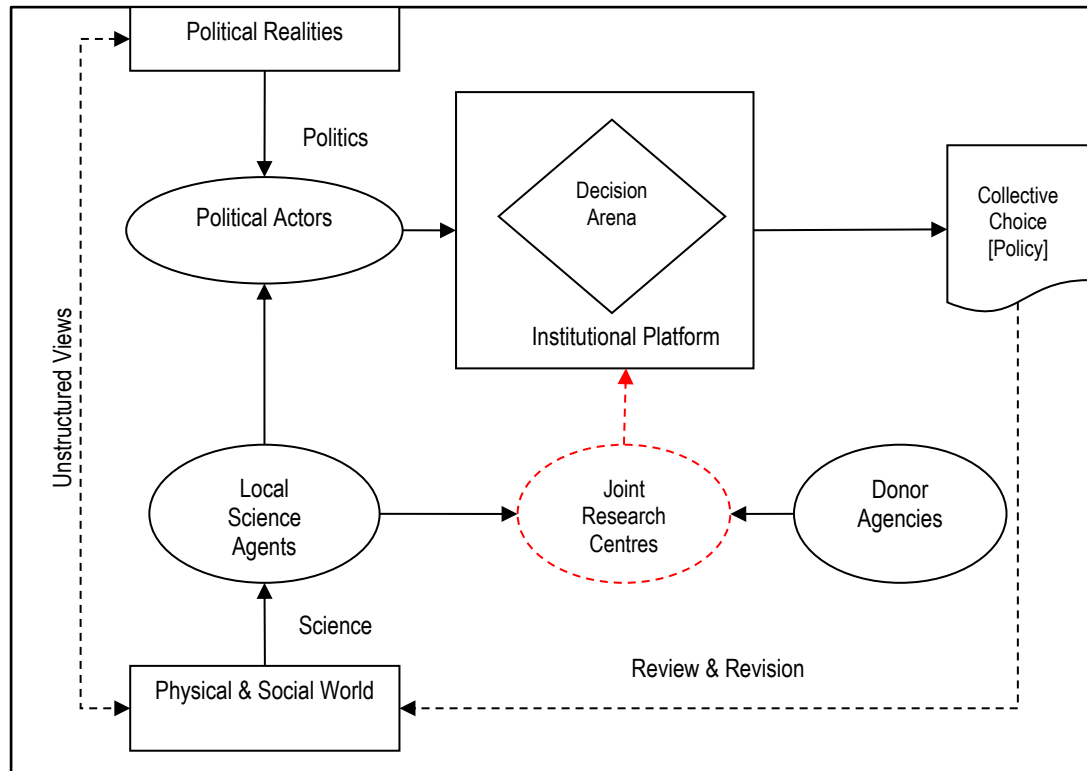 Political Realities
Politics
Political Actors
Decision
Arena
Institutional Platform
Collective
Choice
[Policy]
Unstructured Views
Local
Science
Agents
Joint
Research
Centres
Donor
Agencies
Science
Physical & Social World
Review & Revision